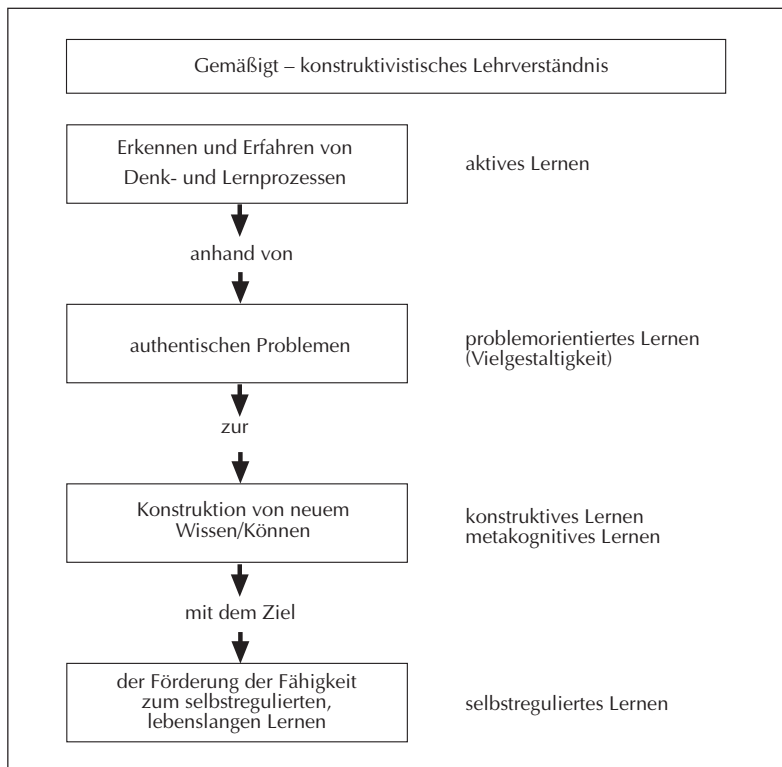 Gemäßigt – konstruktivistisches Lehrverständnis
Erkennen und Erfahren von
Denk- und Lernprozessen
aktives Lernen
anhand von
authentischen Problemen
problemorientiertes Lernen
(Vielgestaltigkeit)
zur
Konstruktion von neuem
Wissen/Können
konstruktives Lernen
metakognitives Lernen
mit dem Ziel
der Förderung der Fähigkeit
zum selbstregulierten,
lebenslangen Lernen
selbstreguliertes Lernen